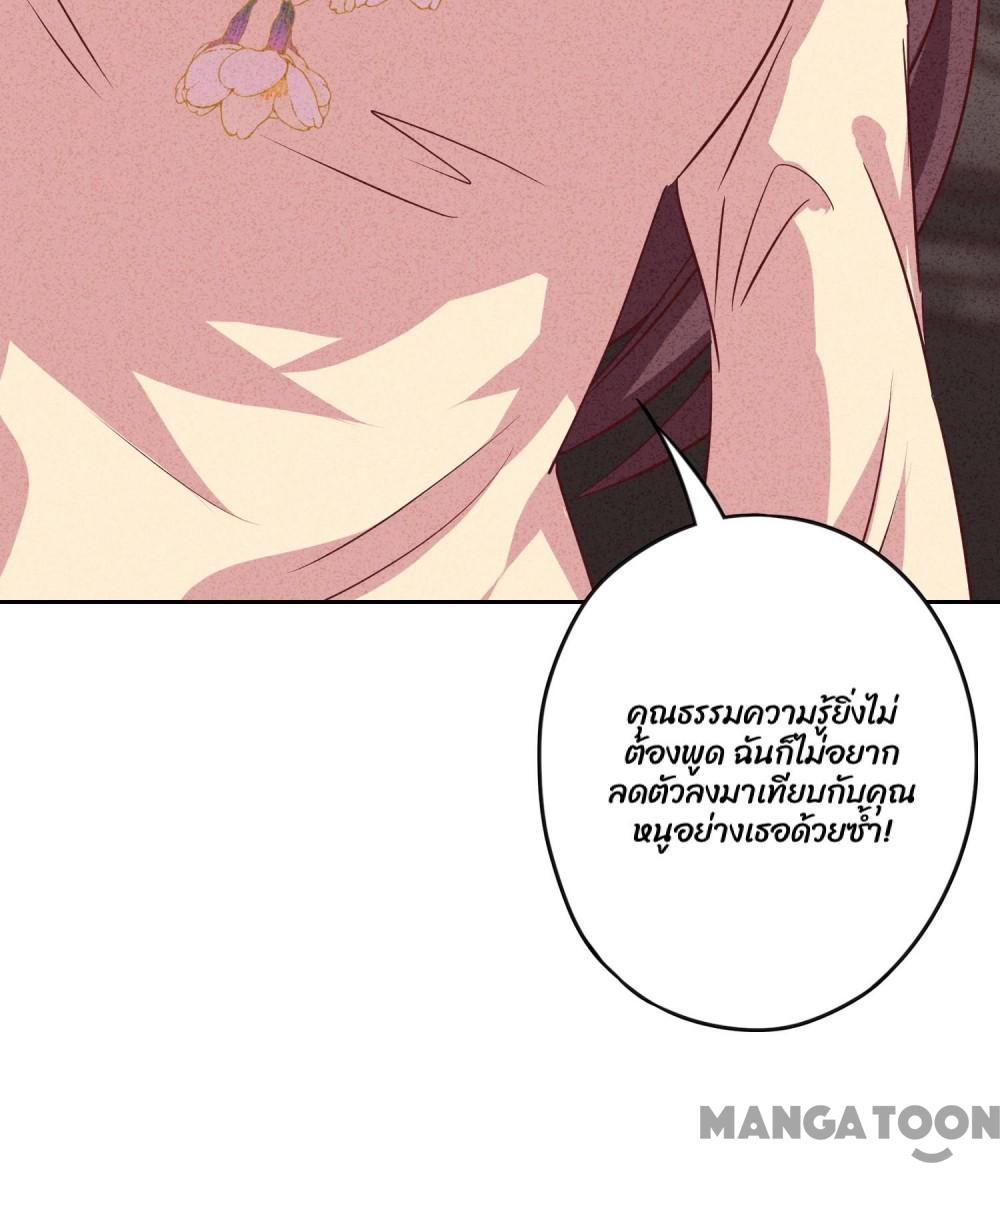 คุณธรรมความรู้ยิ่งไม่
ต้องพูด ฉันก็ไม่อยาก
ลดตัวลงมาเทียบกับคุณ
หนูอย่างเธอด้วยซ้ำ!
MANGATOON